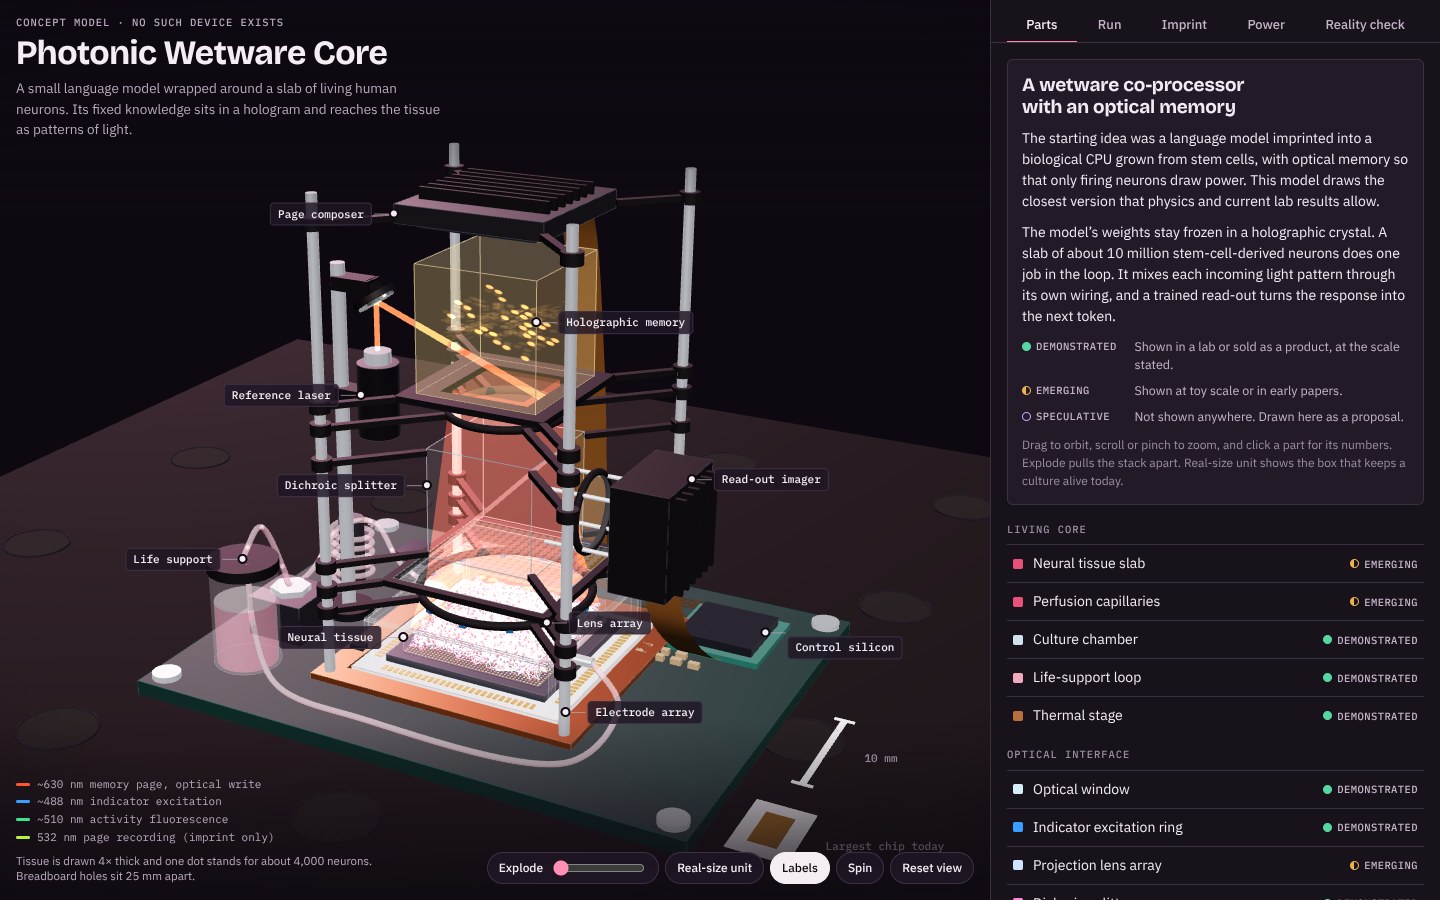 CONCEPT MODEL · NO SUCH DEVICE EXISTS
Photonic Wetware Core
A small language model wrapped around a slab of living human
neurons. Its fixed knowledge sits in a hologram and reaches the tissue
as patterns of light.
Page composer
Holographic memory
Reference laser
Dichroic splitter
Read-out imager
Life support
Lens array
Neural tissue
Control silicon
Electrode array
10 mm
Largest chip today
~630 nm memory page, optical write
~488 nm indicator excitation
~510 nm activity fluorescence
532 nm page recording (imprint only)
Tissue is drawn 4× thick and one dot stands for about 4,000 neurons.
Breadboard holes sit 25 mm apart.
Explode
Real-size unit
Labels
Spin
Reset view
Parts
Run
Imprint
Power
Reality check
A wetware co-processor
with an optical memory
The starting idea was a language model imprinted into a
biological CPU grown from stem cells, with optical memory so
that only firing neurons draw power. This model draws the
closest version that physics and current lab results allow.
The model’s weights stay frozen in a holographic crystal. A
slab of about 10 million stem-cell-derived neurons does one
job in the loop. It mixes each incoming light pattern through
its own wiring, and a trained read-out turns the response into
the next token.
DEMONSTRATED Shown in a lab or sold as a product, at the scale
stated.
EMERGING Shown at toy scale or in early papers.
SPECULATIVE Not shown anywhere. Drawn here as a proposal.
Drag to orbit, scroll or pinch to zoom, and click a part for its numbers.
Explode pulls the stack apart. Real-size unit shows the box that keeps a
culture alive today.
LIVING CORE
Neural tissue slab EMERGING
Perfusion capillaries EMERGING
Culture chamber DEMONSTRATED
Life-support loop DEMONSTRATED
Thermal stage DEMONSTRATED
OPTICAL INTERFACE
Optical window DEMONSTRATED
Indicator excitation ring DEMONSTRATED
Projection lens array EMERGING